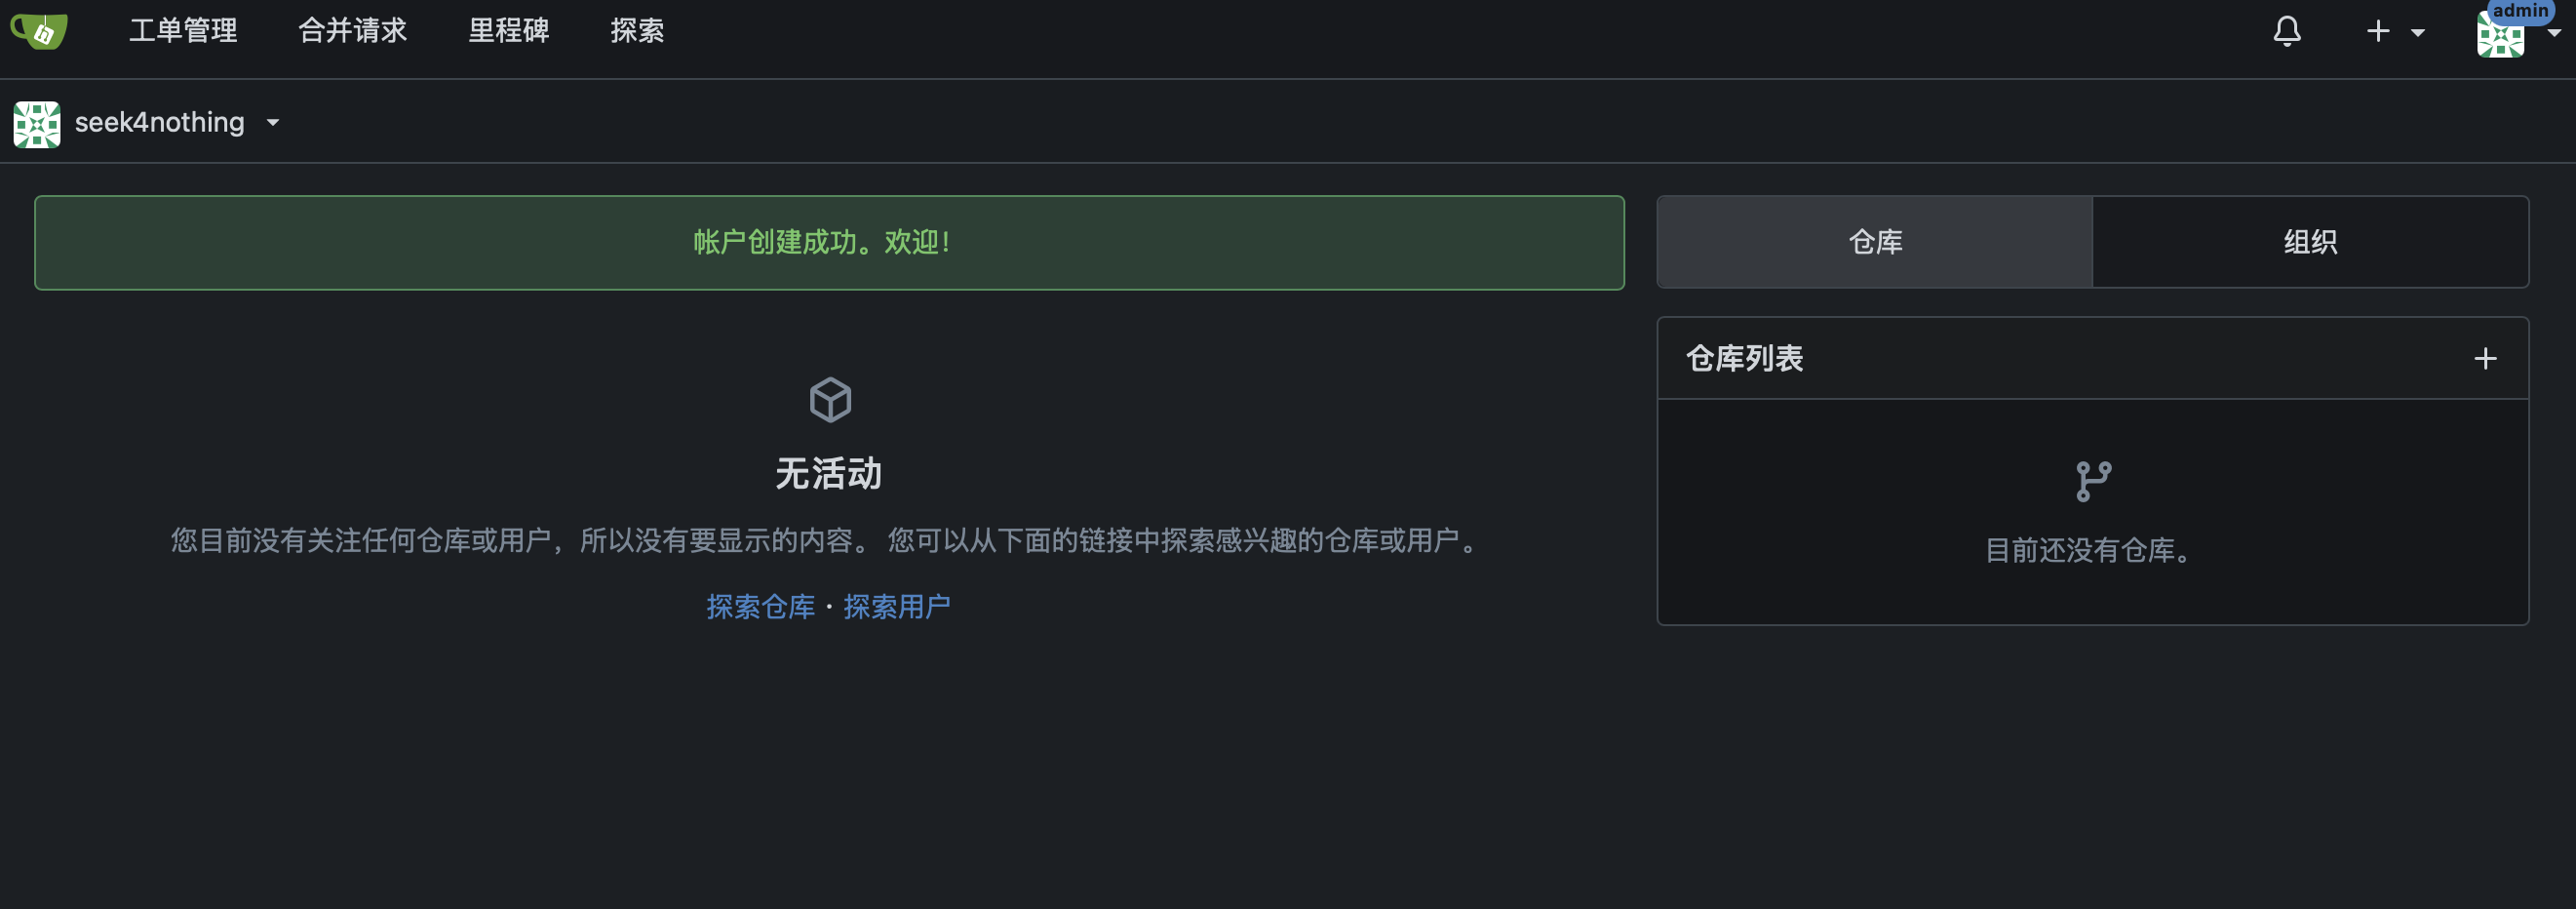 工单管理 合并请求 里程碑 探索 admin
seek4nothing
帐户创建成功。欢迎！
仓库 组织
仓库列表
无活动
您目前没有关注任何仓库或用户，所以没有要显示的内容。 您可以从下面的链接中探索感兴趣的仓库或用户。
目前还没有仓库。
探索仓库 · 探索用户